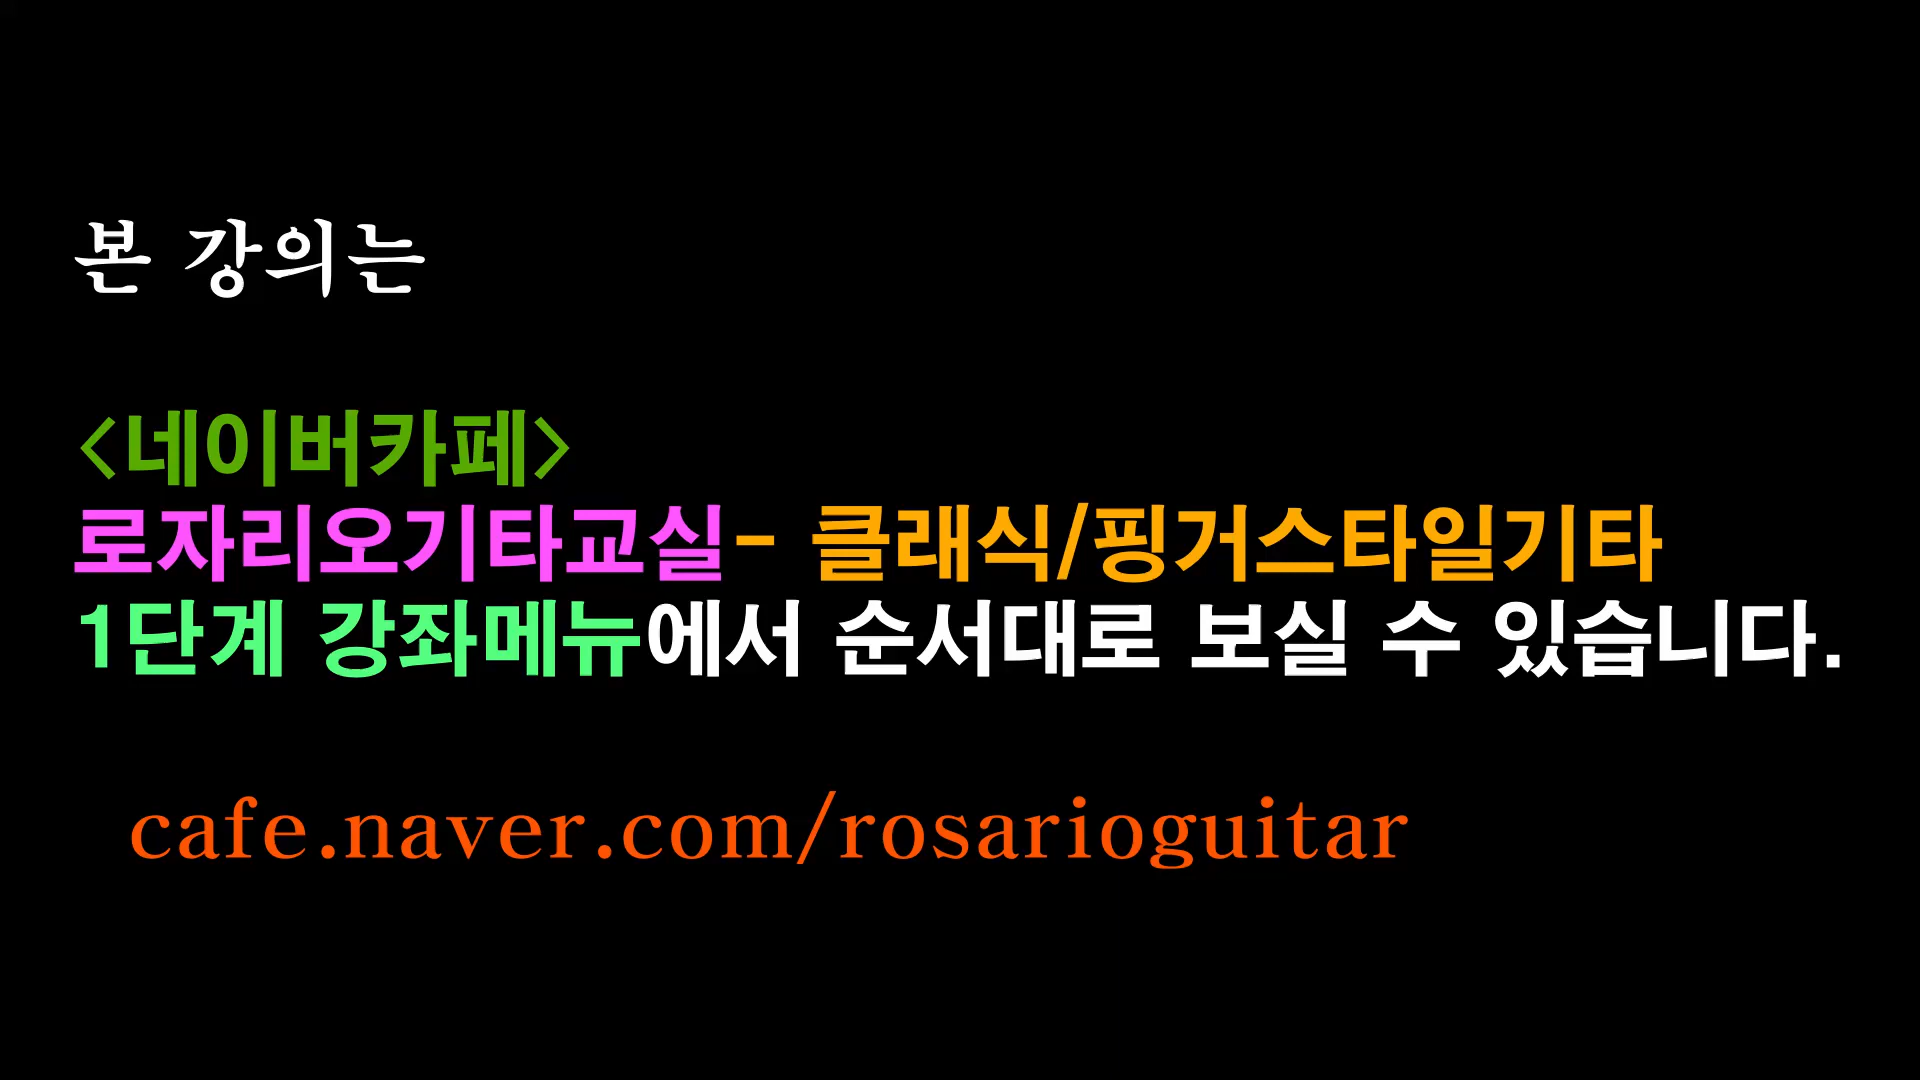 본 강의는
<네이버카페>
로자리오기타교실- 클래식/핑거스타일기타
1단계 강좌메뉴에서 순서대로 보실 수 있습니다.
cafe.naver.com/rosarioguitar